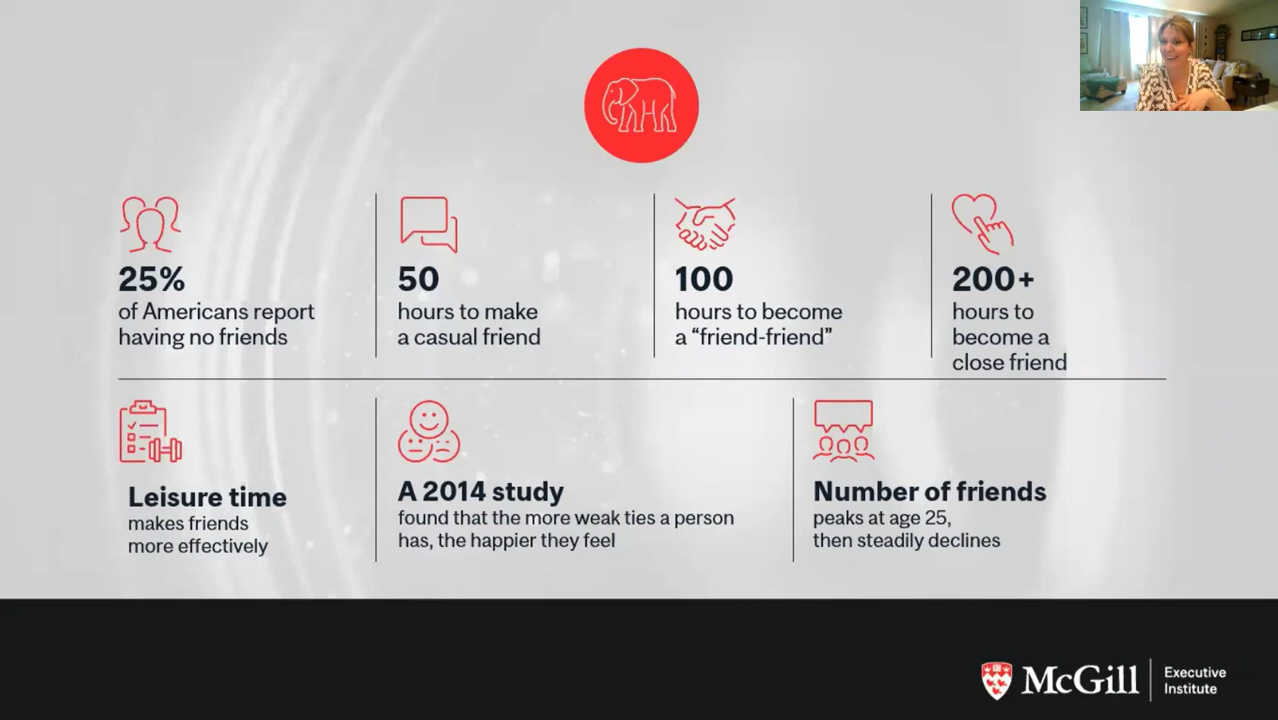 25%
of Americans report
having no friends
50
hours to make
a casual friend
100
hours to become
a “friend-friend”
200+
hours to
become a
close friend
Leisure time
makes friends
more effectively
A 2014 study
found that the more weak ties a person
has, the happier they feel
Number of friends
peaks at age 25,
then steadily declines
McGill
Executive
Institute